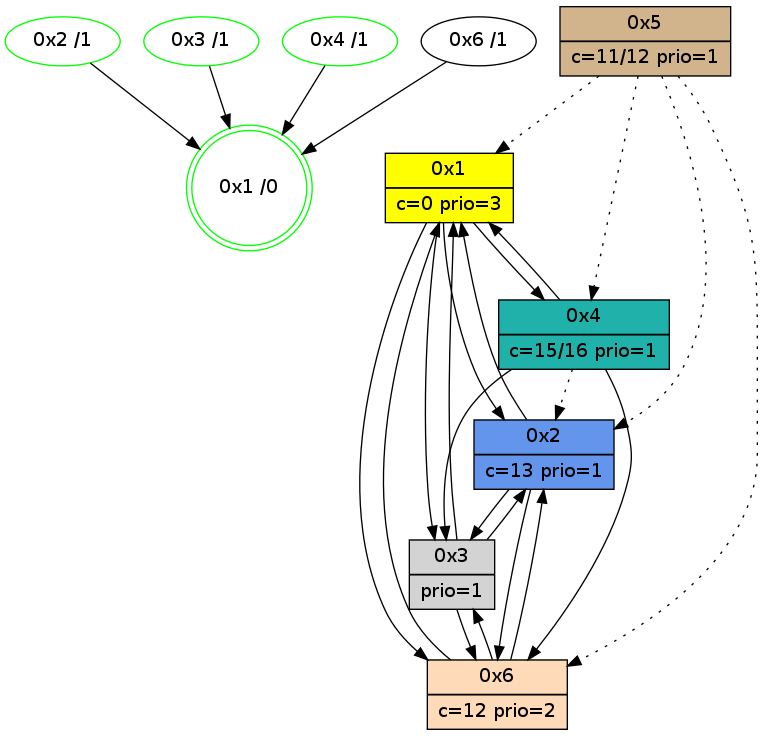 0x2 /1
0x3 /1
0x4 /1
0x6 /1
0x5
c=11/12 prio=1
0x1 /0
0x1
c=0 prio=3
0x4
c=15/16 prio=1
0x2
c=13 prio=1
0x3
prio=1
0x6
c=12 prio=2